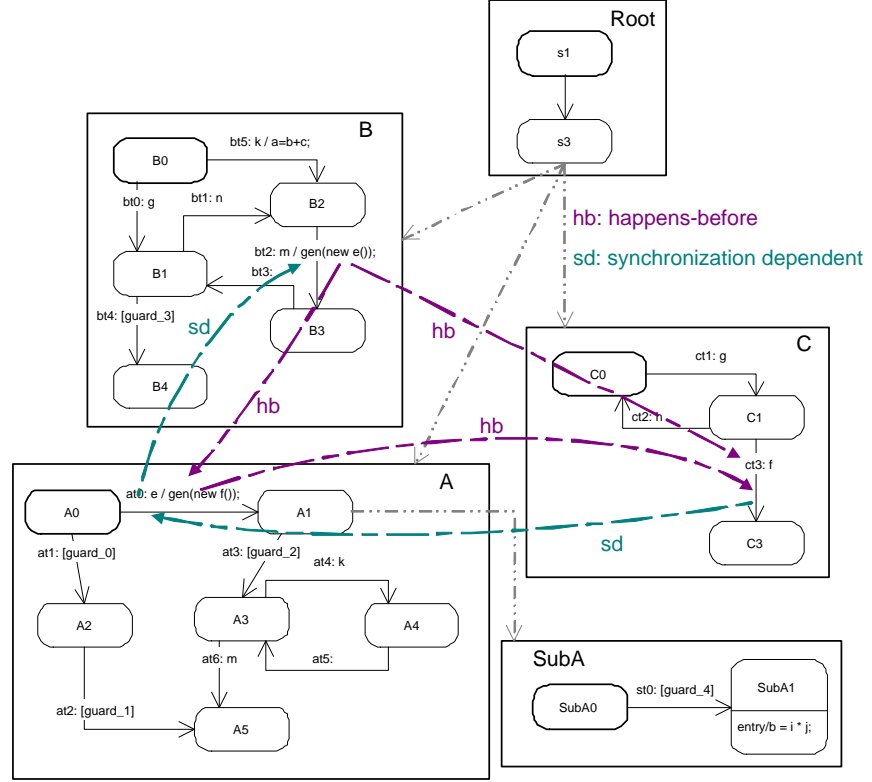 Root
s1
s3
B
B0
bt5: k / a=b+c;
bt0: g
bt1: n
B2
B1
bt2: m / gen(new e());
bt3:
bt4: [guard_3]
B3
B4
hb: happens-before
sd: synchronization dependent
sd
hb
hb
hb
C
C0
ct1: g
C1
ct2: h
ct3: f
C3
A
at0: e / gen(new f());
A0
A1
at1: [guard_0]
at3: [guard_2]
at4: k
A2
A3
A4
at6: m
at5:
at2: [guard_1]
A5
sd
SubA
SubA0
st0: [guard_4]
SubA1
entry/b = i * j;